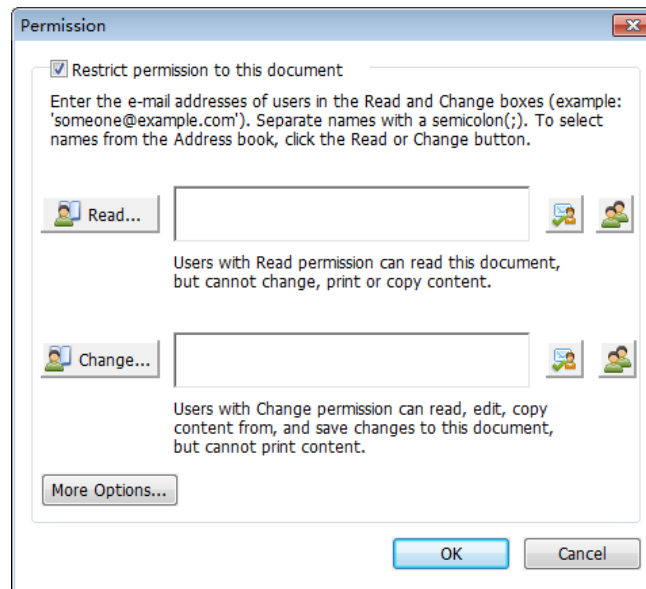 Permission
Restrict permission to this document
Enter the e-mail addresses of users in the Read and Change boxes (example:
'someone@example.com'). Separate names with a semicolon(;). To select
names from the Address book, click the Read or Change button.
Read...
Users with Read permission can read this document,
but cannot change, print or copy content.
Change...
Users with Change permission can read, edit, copy
content from, and save changes to this document,
but cannot print content.
More Options...
OK Cancel